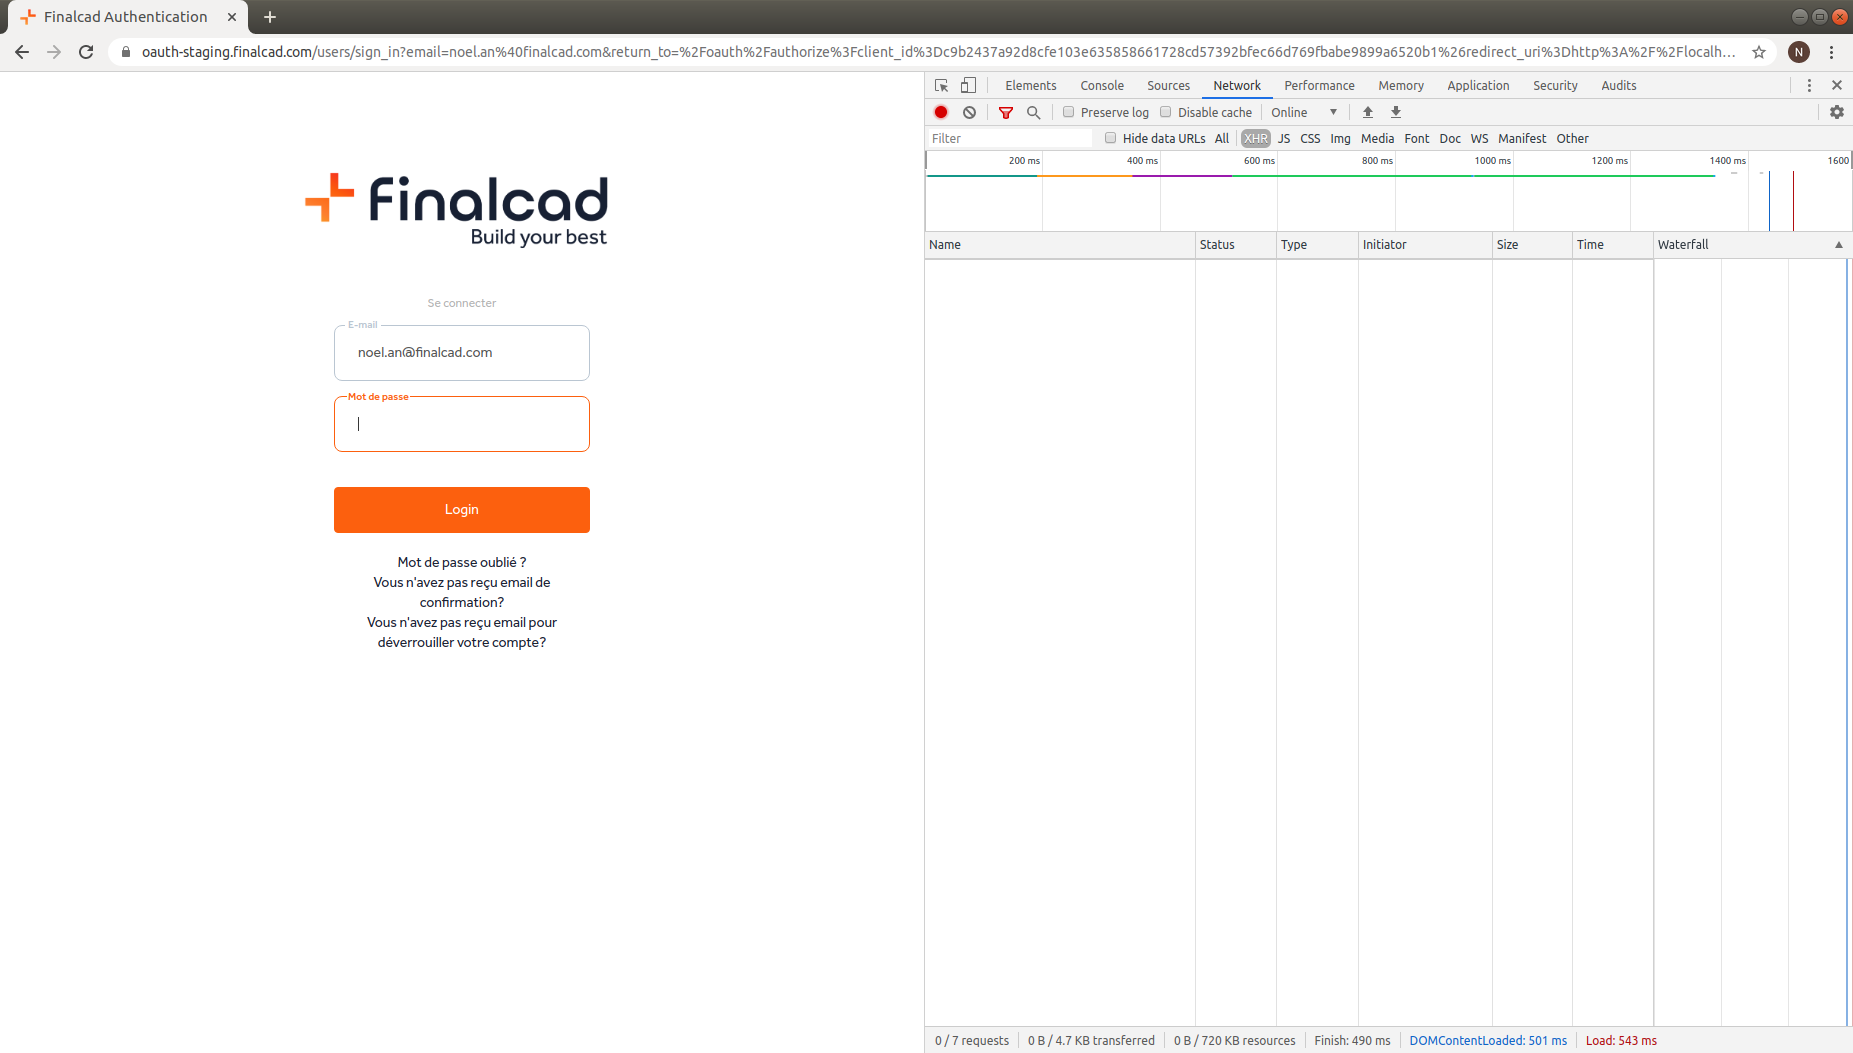 Finalcad Authentication
oauth-staging.finalcad.com/users/sign_in?email=noel.an%40finalcad.com&return_to=%2Foauth%2Fauthorize%3Fclient_id%3Dc9b2437a92d8cfe103e635858661728cd57392bfec66d769fbabe9899a6520b1%26redirect_uri%3Dhttp%3A%2F%2Flocalh...
N
Finalcad
Build your best
Se connecter
E-mail
noel.an@finalcad.com
Mot de passe
Login
Mot de passe oublié ?
Vous n'avez pas reçu email de
confirmation?
Vous n'avez pas reçu email pour
déverrouiller votre compte?
Elements Console Sources Network Performance Memory Application Security Audits
Preserve log Disable cache Online
Filter Hide data URLs All XHR JS CSS Img Media Font Doc WS Manifest Other
200 ms 400 ms 600 ms 800 ms 1000 ms 1200 ms 1400 ms 1600
Name Status Type Initiator Size Time Waterfall
0 / 7 requests 0 B / 4.7 KB transferred 0 B / 720 KB resources Finish: 490 ms DOMContentLoaded: 501 ms Load: 543 ms